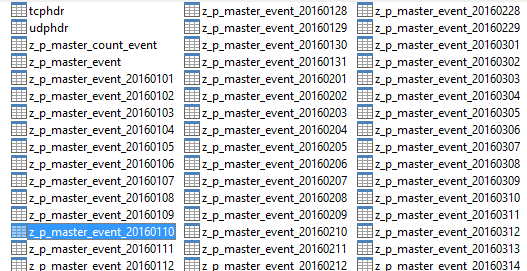 tcphdr
udphdr
z_p_master_count_event
z_p_master_event
z_p_master_event_20160101
z_p_master_event_20160102
z_p_master_event_20160103
z_p_master_event_20160104
z_p_master_event_20160105
z_p_master_event_20160106
z_p_master_event_20160107
z_p_master_event_20160108
z_p_master_event_20160109
z_p_master_event_20160110
z_p_master_event_20160111
z_p_master_event_20160112
z_p_master_event_20160128
z_p_master_event_20160129
z_p_master_event_20160130
z_p_master_event_20160131
z_p_master_event_20160201
z_p_master_event_20160202
z_p_master_event_20160203
z_p_master_event_20160204
z_p_master_event_20160205
z_p_master_event_20160206
z_p_master_event_20160207
z_p_master_event_20160208
z_p_master_event_20160209
z_p_master_event_20160210
z_p_master_event_20160211
z_p_master_event_20160212
z_p_master_event_20160228
z_p_master_event_20160229
z_p_master_event_20160301
z_p_master_event_20160302
z_p_master_event_20160303
z_p_master_event_20160304
z_p_master_event_20160305
z_p_master_event_20160306
z_p_master_event_20160307
z_p_master_event_20160308
z_p_master_event_20160309
z_p_master_event_20160310
z_p_master_event_20160311
z_p_master_event_20160312
z_p_master_event_20160313
z_p_master_event_20160314